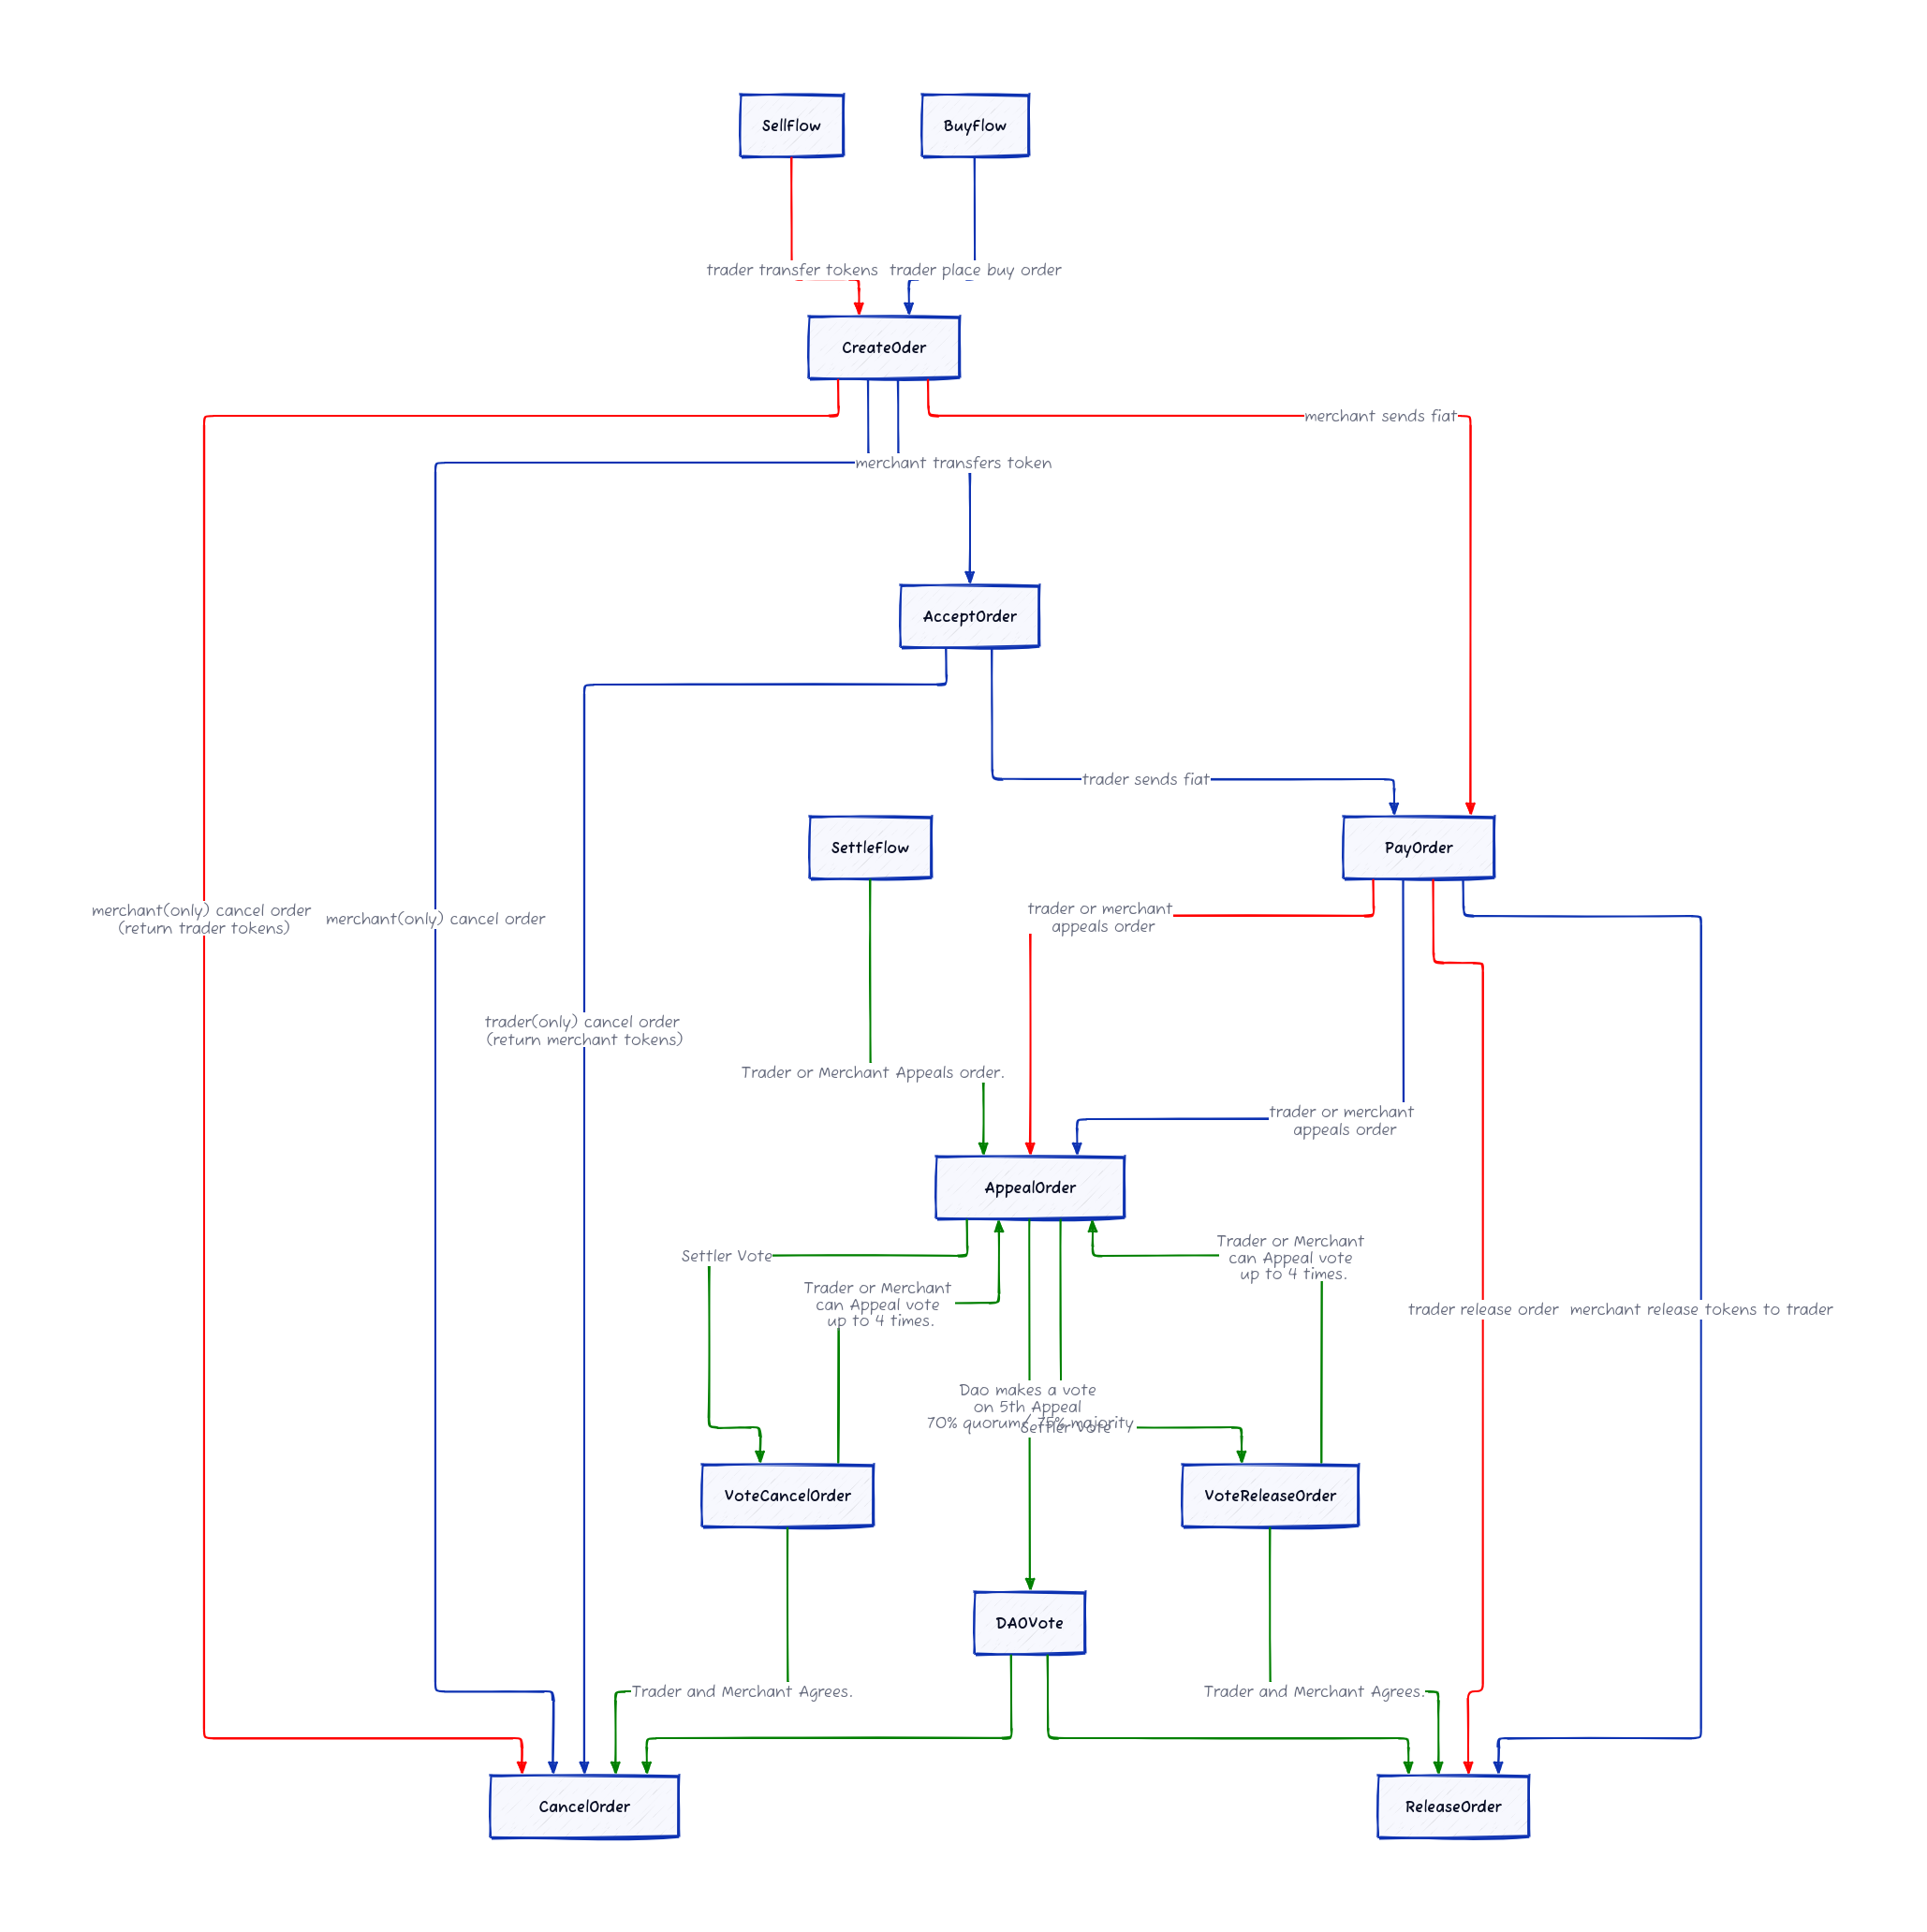 SellFlow
BuyFlow
trader transfer tokens
trader place buy order
CreateOder
merchant sends fiat
merchant transfers token
AcceptOrder
trader sends fiat
SettleFlow
PayOrder
merchant(only) cancel order
(return trader tokens)
merchant(only) cancel order
trader or merchant
appeals order
trader(only) cancel order
(return merchant tokens)
Trader or Merchant Appeals order.
trader or merchant
appeals order
AppealOrder
Settler Vote
Trader or Merchant
can Appeal vote
up to 4 times.
Trader or Merchant
can Appeal vote
up to 4 times.
trader release order
merchant release tokens to trader
Dao makes a vote
on 5th Appeal
70% quorum/ 75% majority
Settler Vote
VoteCancelOrder
VoteReleaseOrder
DAOVote
Trader and Merchant Agrees.
Trader and Merchant Agrees.
CancelOrder
ReleaseOrder